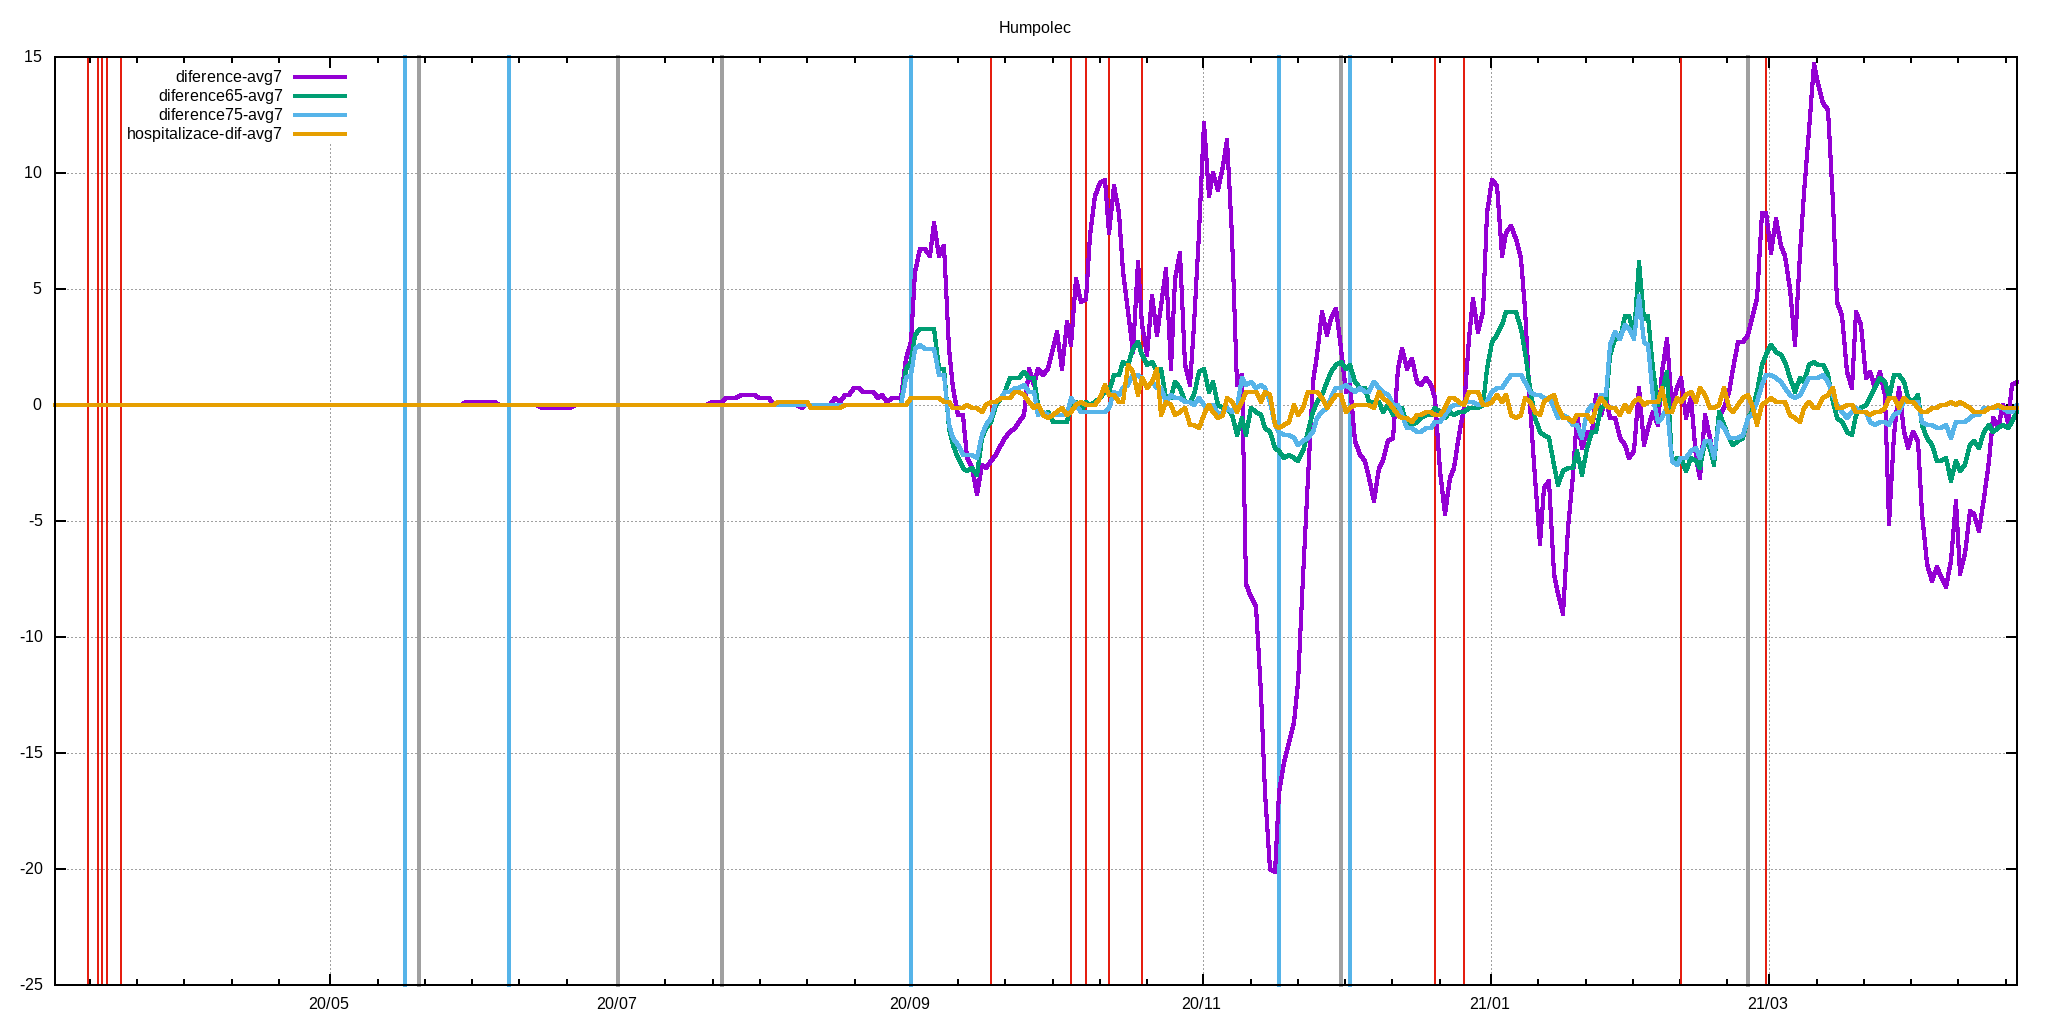 Humpolec
15
diference-avg7
diference65-avg7
diference75-avg7
hospitalizace-dif-avg7
10
5
0
-5
-10
-15
-20
-25
20/05 20/07 20/09 20/11 21/01 21/03